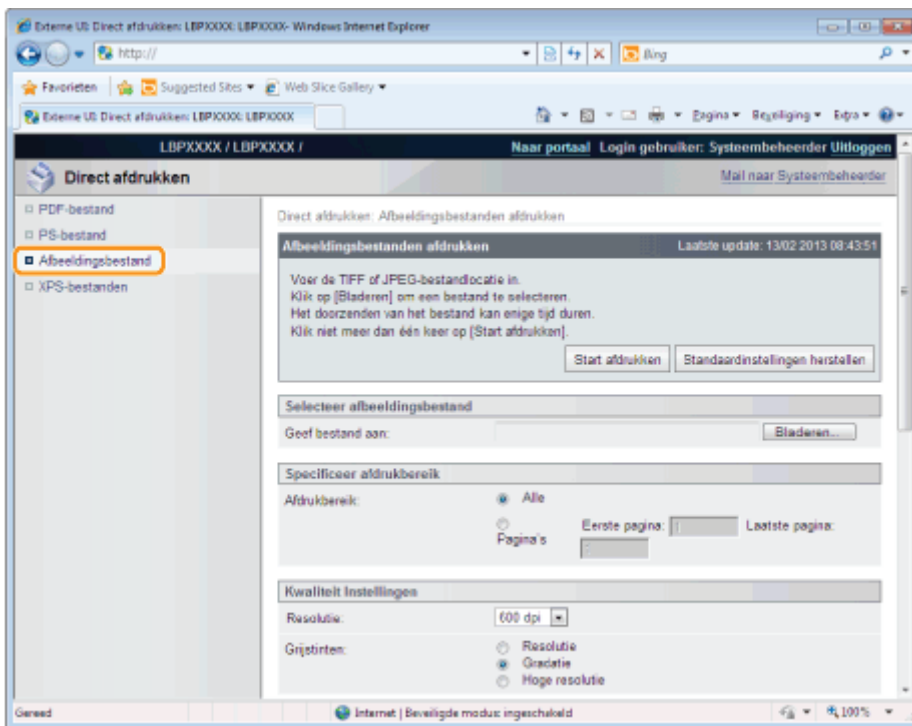 Externe UI: Direct afdrukken: LBPXXXX: LBPXXXX- Windows Internet Explorer
http://
Bing
Favorieten Suggested Sites Web Slice Gallery
Externe UI: Direct afdrukken: LBPXXXX: LBPXXXX
Pagina Beveiliging Extra
LBPXXXX / LBPXXXX / Naar portaal Login gebruiker: Systeembeheerder Uitloggen
Direct afdrukken Mail naar Systeembeheerder
PDF-bestand
PS-bestand
Afbeeldingsbestand
XPS-bestanden
Direct afdrukken: Afbeeldingsbestanden afdrukken
Afbeeldingsbestanden afdrukken Laatste update: 13/02 2013 08:43:51
Voer de TIFF of JPEG-bestandlocatie in.
Klik op [Bladeren] om een bestand te selecteren.
Het doorzenden van het bestand kan enige tijd duren.
Klik niet meer dan één keer op [Start afdrukken].
Start afdrukken Standaardinstellingen herstellen
Selecteer afbeeldingsbestand
Geef bestand aan: Bladeren...
Specificeer afdrukbereik
Afdrukbereik: Alle
Pagina's Eerste pagina: 1 Laatste pagina:
Kwaliteit Instellingen
Resolutie: 600 dpi
Grijstinten: Resolutie
Gradatie
Hoge resolutie
Gereed Internet | Beveiligde modus: ingeschakeld 100%